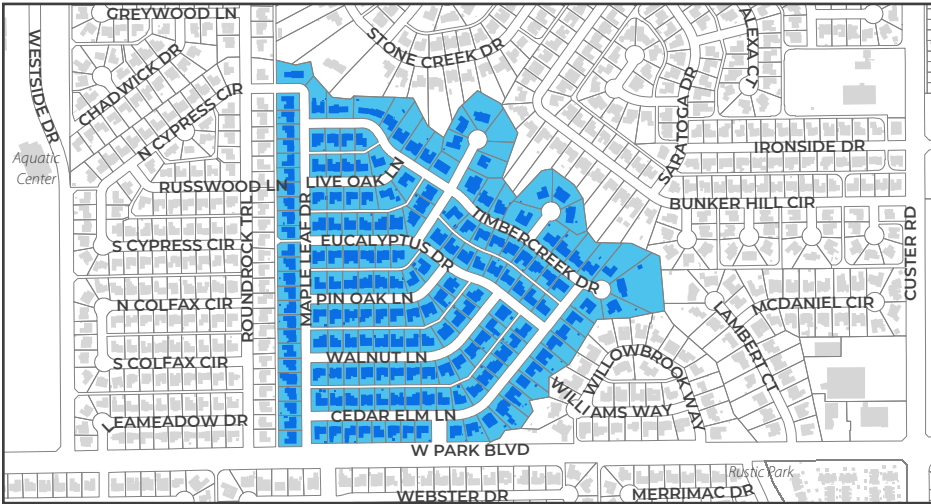 GREYWOOD LN
STONE CREEK DR
ALEXA CT
WESTSIDE DR
CHADWICK DR
N CYPRESS CIR
SARATOGA DR
IRONSIDE DR
Aquatic
Center
RUSSWOOD LN
LIVE OAK LN
BUNKER HILL CIR
ROUNDROCK TRL
MAPLE LEAF DR
TIMBERCREEK DR
CUSTER RD
S CYPRESS CIR
EUCALYPTUS DR
N COLFAX CIR
PIN OAK LN
MCDANIEL CIR
LAMBERT CT
WALNUT LN
S COLFAX CIR
WILLOWBROOK WAY
WILLIAMS WAY
LEAMEADOW DR
CEDAR ELM LN
W PARK BLVD
Rustic Park
WEBSTER DR
MERRIMAC DR